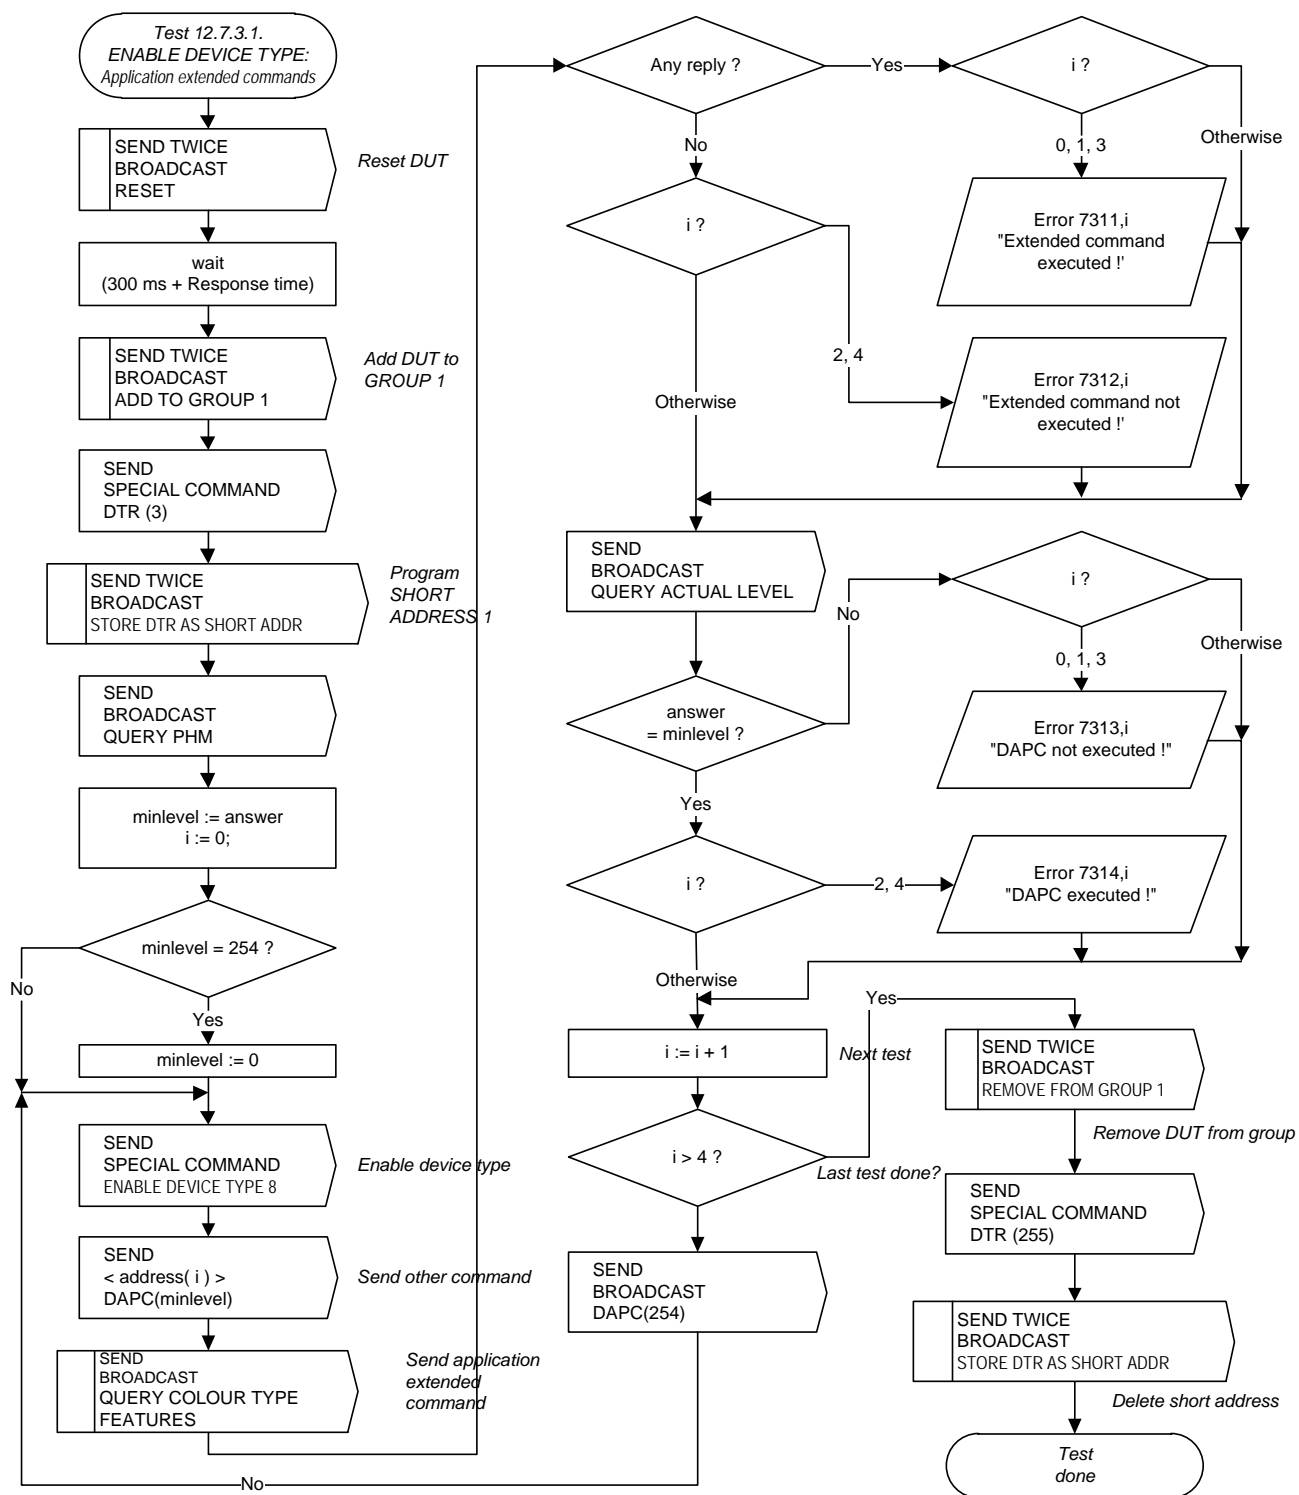 Test 12.7.3.1.
ENABLE DEVICE TYPE:
Application extended commands
SEND TWICE
BROADCAST
RESET
Reset DUT
wait
(300 ms + Response time)
SEND TWICE
BROADCAST
ADD TO GROUP 1
Add DUT to
GROUP 1
SEND
SPECIAL COMMAND
DTR (3)
SEND TWICE
BROADCAST
STORE DTR AS SHORT ADDR
Program
SHORT
ADDRESS 1
SEND
BROADCAST
QUERY PHM
minlevel := answer
i := 0;
minlevel = 254 ?
No
Yes
minlevel := 0
SEND
SPECIAL COMMAND
ENABLE DEVICE TYPE 8
Enable device type
SEND
< address( i ) >
DAPC(minlevel)
Send other command
SEND
BROADCAST
QUERY COLOUR TYPE
FEATURES
Send application
extended
command
Any reply ?
Yes
i ?
Otherwise
0, 1, 3
Error 7311,i
"Extended command
executed !'
No
i ?
2, 4
Otherwise
Error 7312,i
"Extended command not
executed !'
SEND
BROADCAST
QUERY ACTUAL LEVEL
No
i ?
Otherwise
0, 1, 3
answer
= minlevel ?
Error 7313,i
"DAPC not executed !"
Yes
i ?
2, 4
Error 7314,i
"DAPC executed !"
Otherwise
i := i + 1
Next test
i > 4 ?
Last test done?
Yes
SEND
BROADCAST
DAPC(254)
No
SEND TWICE
BROADCAST
REMOVE FROM GROUP 1
Remove DUT from group
SEND
SPECIAL COMMAND
DTR (255)
SEND TWICE
BROADCAST
STORE DTR AS SHORT ADDR
Delete short address
Test
done